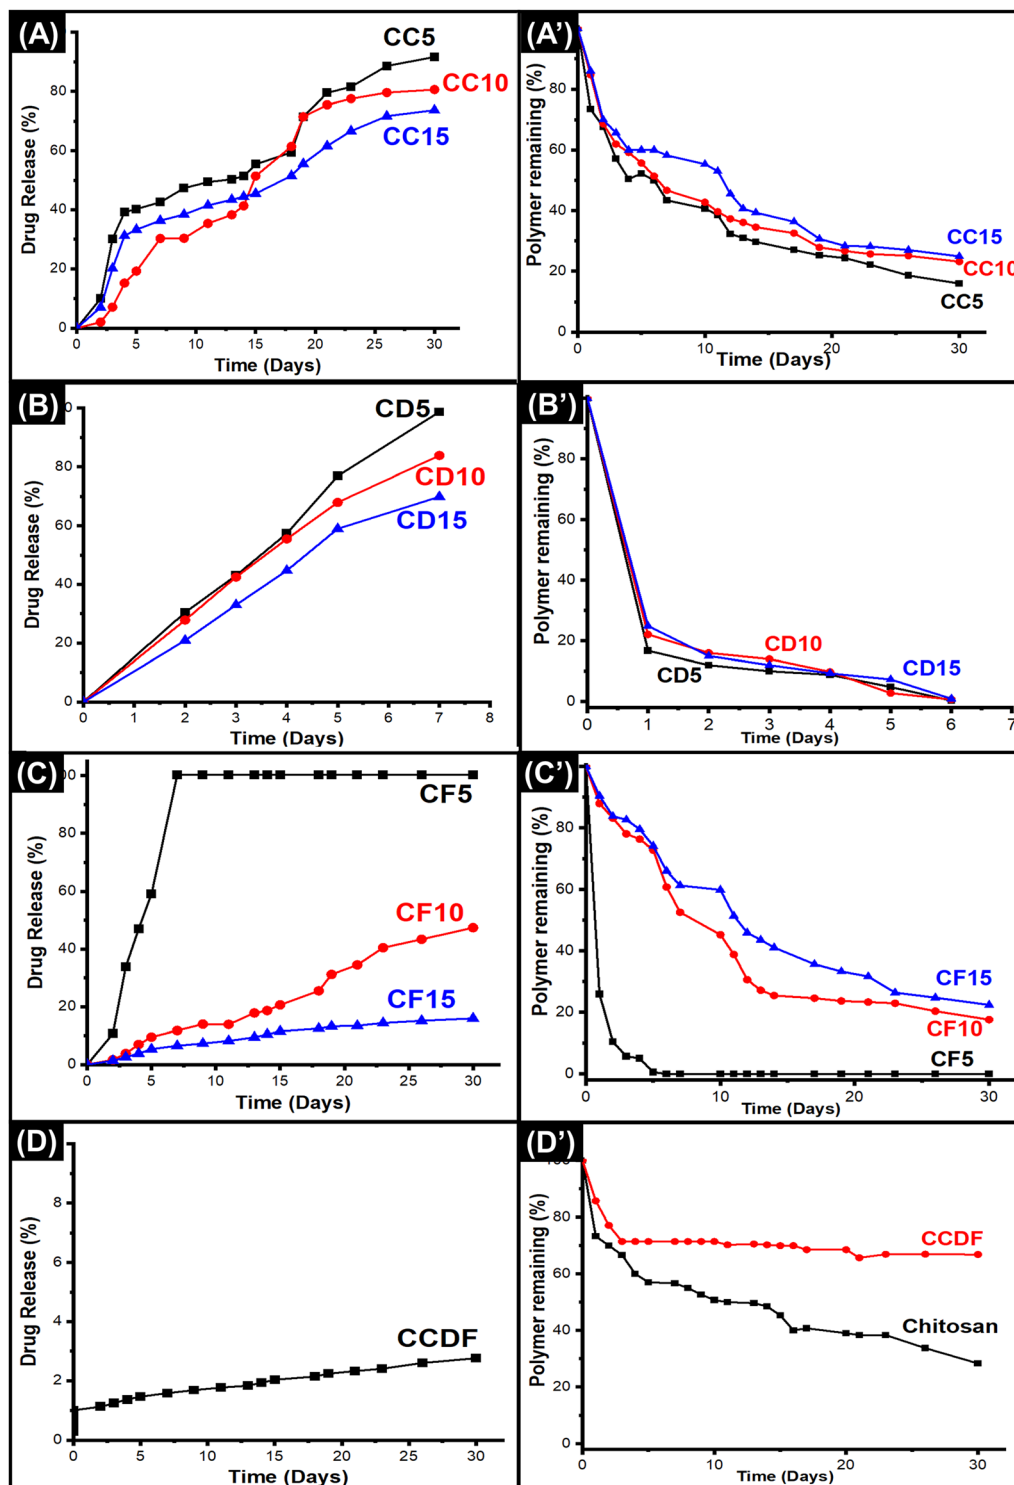 (A)
CC5
CC10
CC15
Drug Release (%)
80
60
40
20
0
0 5 10 15 20 25 30
Time (Days)
(A')
Polymer remaining (%)
80
60
40
20
0
CC15
CC10
CC5
0 10 20 30
Time (Days)
(B)
CD5
CD10
CD15
Drug Release (%)
80
60
40
20
0
0 1 2 3 4 5 6 7 8
Time (Days)
(B')
Polymer remaining (%)
80
60
40
20
0
CD10
CD15
CD5
0 1 2 3 4 5 6 7
Time (Days)
(C)
CF5
CF10
CF15
Drug Release (%)
80
60
40
20
0
0 5 10 15 20 25 30
Time (Days)
(C')
Polymer remaining (%)
80
60
40
20
0
CF15
CF10
CF5
0 10 20 30
Time (Days)
(D)
CCDF
Drug Release (%)
8
6
4
2
0
0 5 10 15 20 25 30
Time (Days)
(D')
Polymer remaining (%)
100
80
60
40
20
0
CCDF
Chitosan
0 10 20 30
Time (Days)